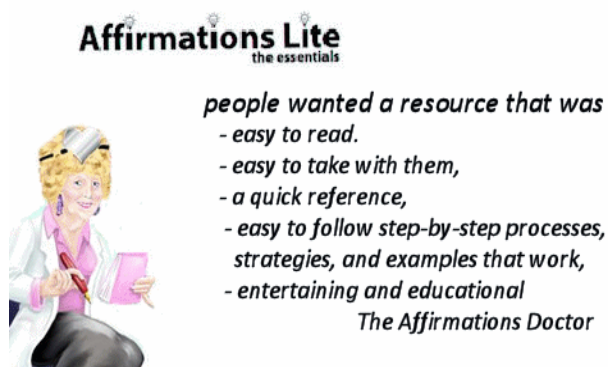 Affirmations Lite
the essentials
people wanted a resource that was
- easy to read.
- easy to take with them,
- a quick reference,
- easy to follow step-by-step processes,
strategies, and examples that work,
- entertaining and educational
The Affirmations Doctor